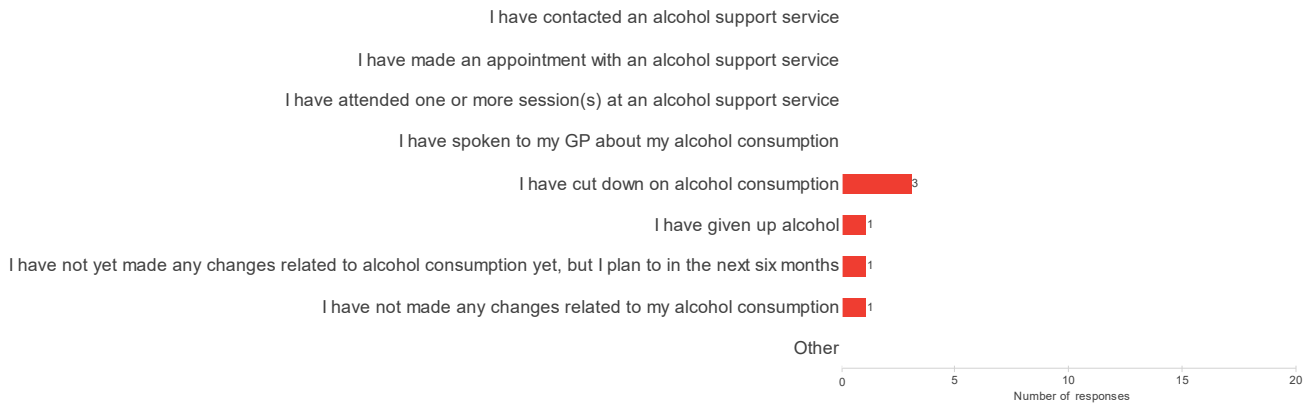 I have contacted an alcohol support service
I have made an appointment with an alcohol support service
I have attended one or more session(s) at an alcohol support service
I have spoken to my GP about my alcohol consumption
I have cut down on alcohol consumption 3
I have given up alcohol 1
I have not yet made any changes related to alcohol consumption yet, but I plan to in the next six months 1
I have not made any changes related to my alcohol consumption 1
Other
0 5 10 15 20
Number of responses